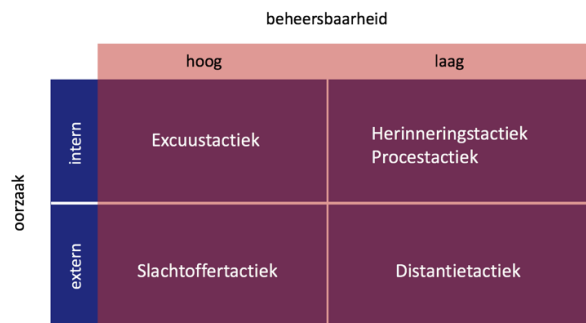 beheersbaarheid
hoog
laag
oorzaak
intern
Excuustactiek
Herinneringstactiek
Procestactiek
extern
Slachtoffertactiek
Distantietactiek